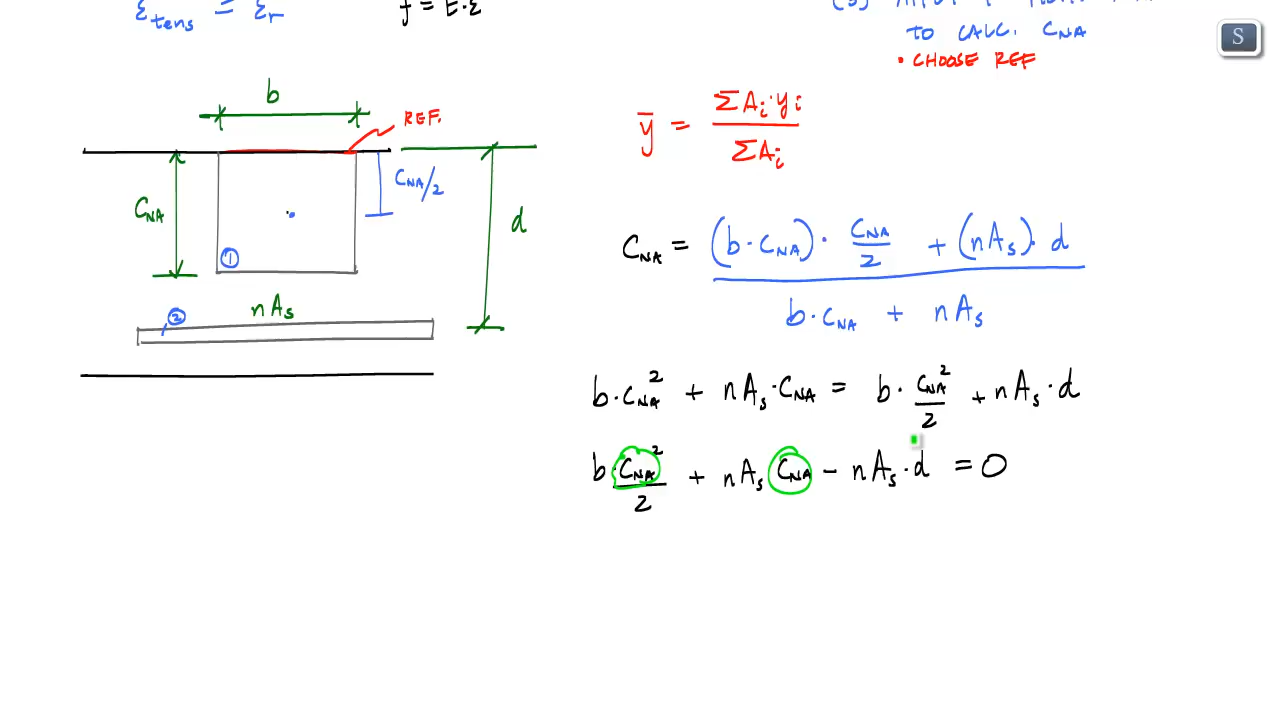 ε_tens = ε_r
f = E·ε
TO CALC. C_NA
• CHOOSE REF
b
REF.
C_NA
C_NA/2
d
①
②
nA_s
ȳ = ΣA_i·y_i / ΣA_i
C_NA = (b·C_NA)·C_NA/2 + (nA_s)·d / b·C_NA + nA_s
b·C_NA² + nA_s·C_NA = b·C_NA²/2 + nA_s·d
b·C_NA²/2 + nA_s C_NA − nA_s·d = 0
S